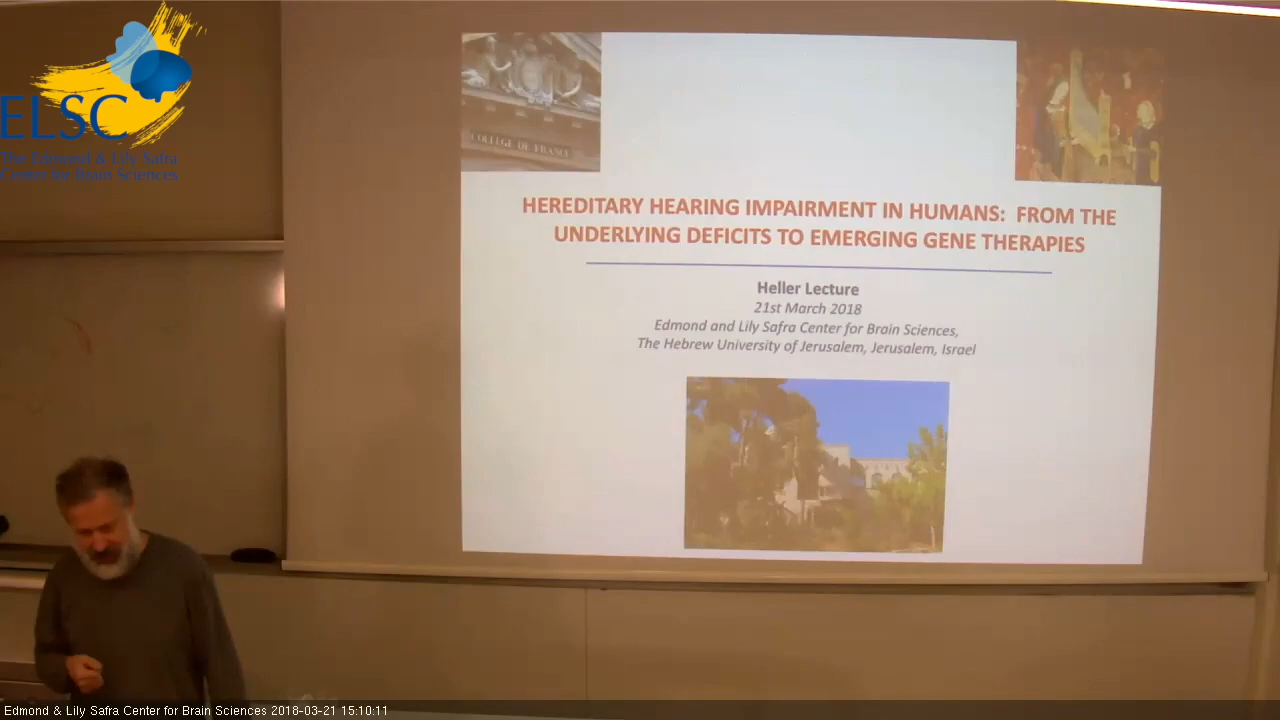 ELSC
The Edmond & Lily Safra
Center for Brain Sciences
COLLEGE DE FRANCE
HEREDITARY HEARING IMPAIRMENT IN HUMANS: FROM THE
UNDERLYING DEFICITS TO EMERGING GENE THERAPIES
Heller Lecture
21st March 2018
Edmond and Lily Safra Center for Brain Sciences,
The Hebrew University of Jerusalem, Jerusalem, Israel
Edmond & Lily Safra Center for Brain Sciences 2018-03-21 15:10:11